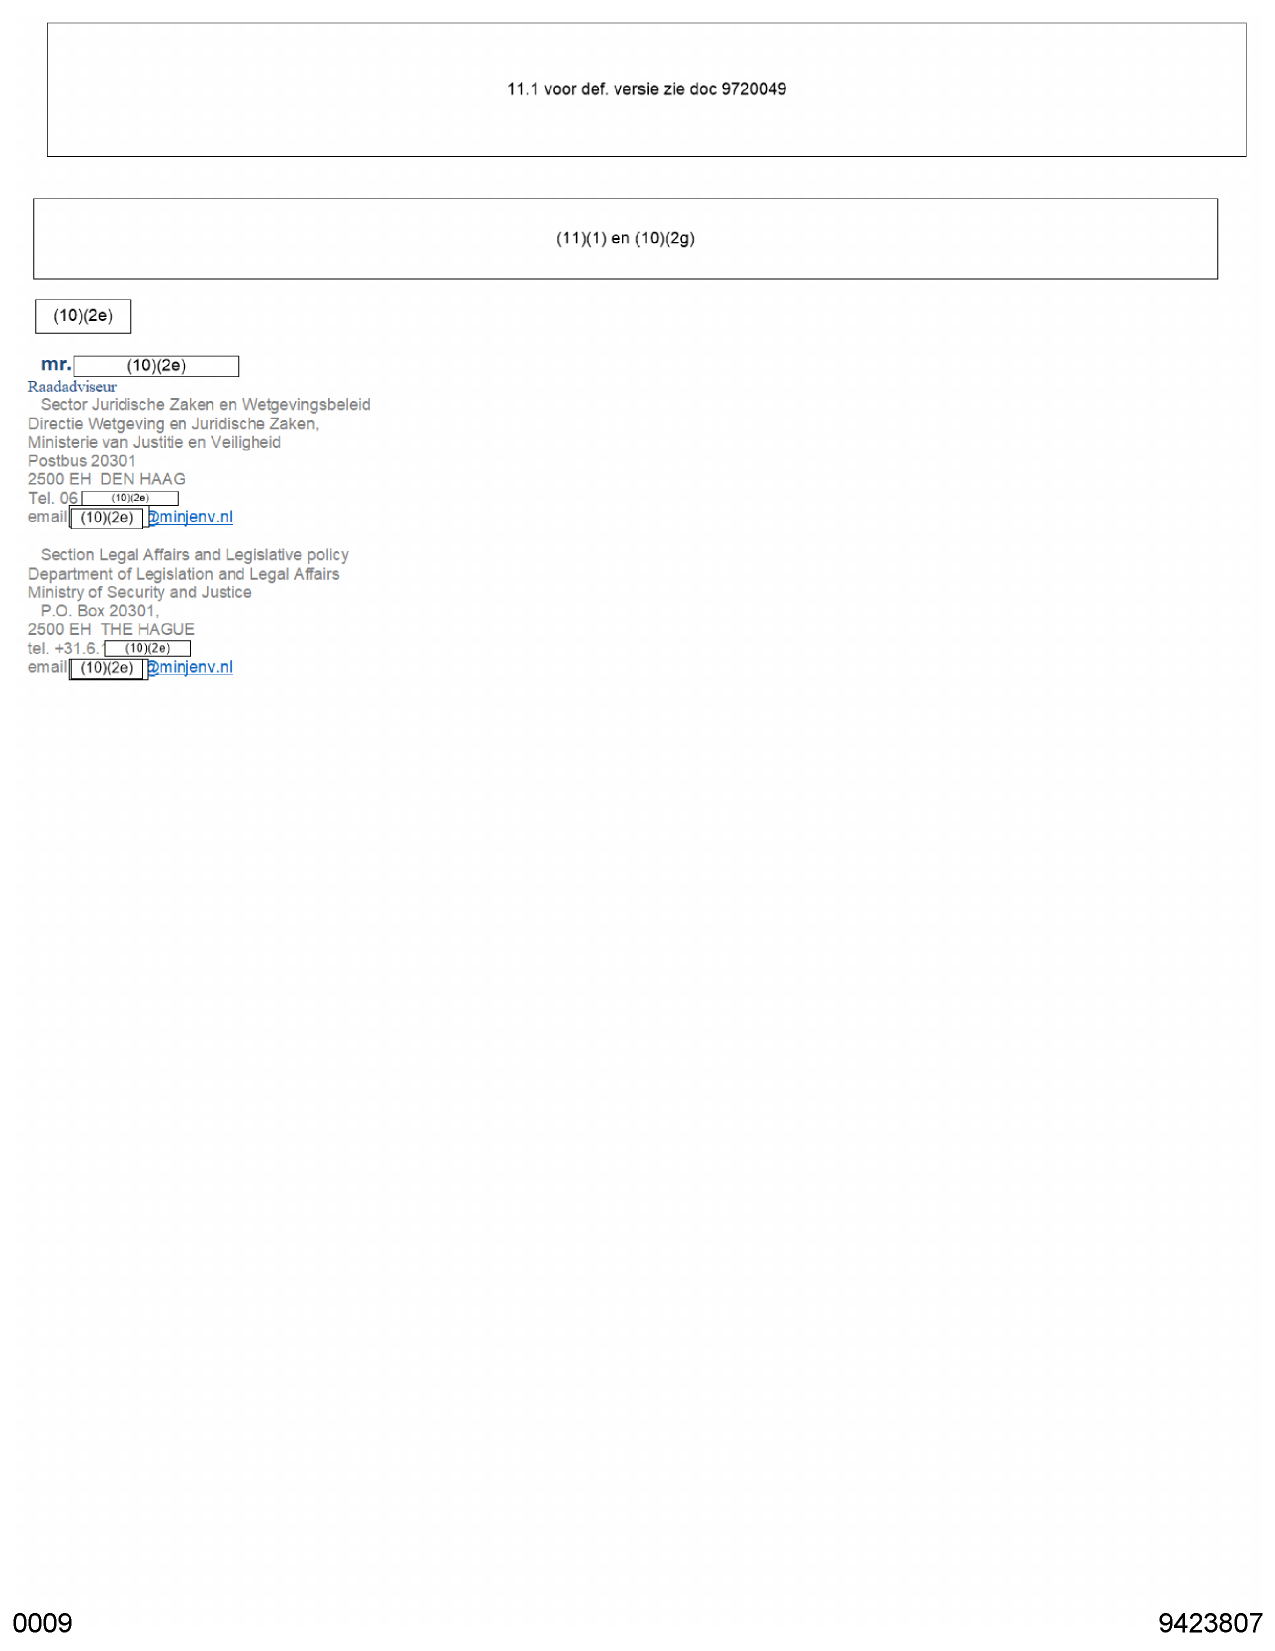 11.1 voor def. versie zie doc 9720049
(11)(1) en (10)(2g)
(10)(2e)
mr. (10)(2e)
Raadadviseur
Sector Juridische Zaken en Wetgevingsbeleid
Directie Wetgeving en Juridische Zaken,
Ministerie van Justitie en Veiligheid
Postbus 20301
2500 EH DEN HAAG
Tel. 06 (10)(2e)
email (10)(2e) @minjenv.nl
Section Legal Affairs and Legislative policy
Department of Legislation and Legal Affairs
Ministry of Security and Justice
P.O. Box 20301,
2500 EH THE HAGUE
tel. +31.6. (10)(2e)
email (10)(2e) @minjenv.nl
0009
9423807